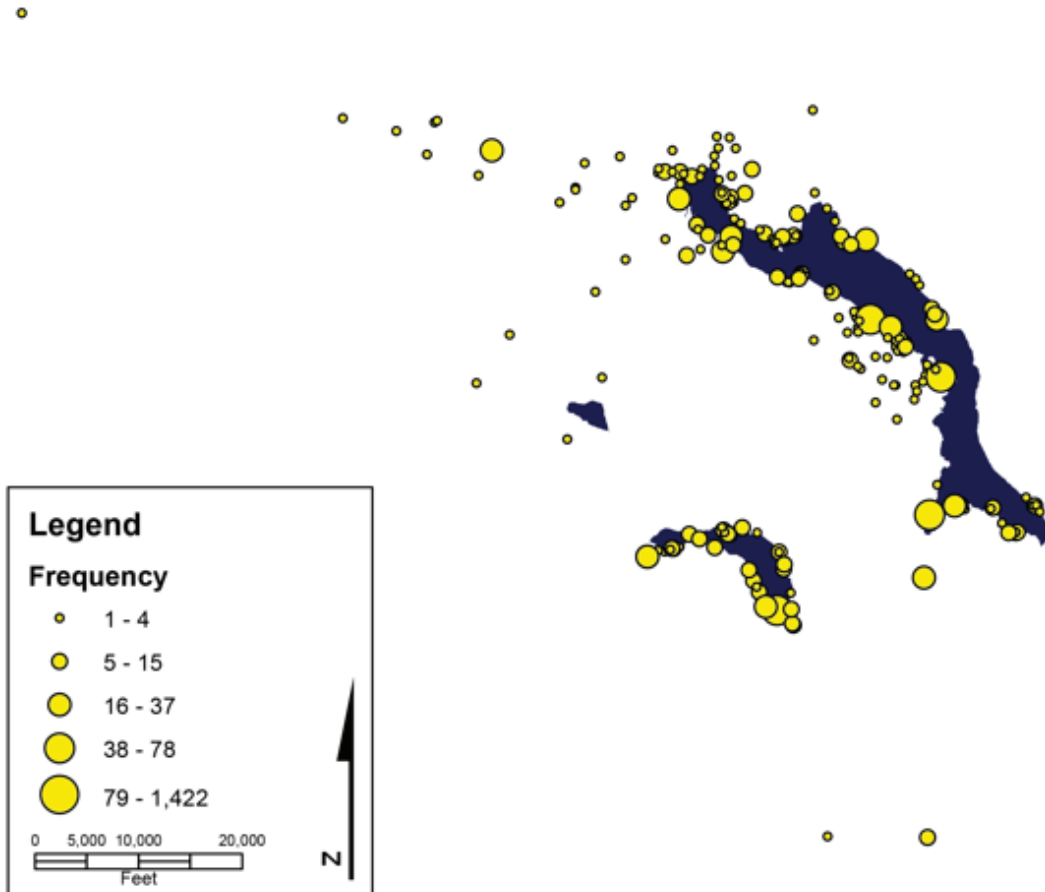 Legend
Frequency
1 - 4
5 - 15
16 - 37
38 - 78
79 - 1,422
0 5,000 10,000 20,000
Feet
N